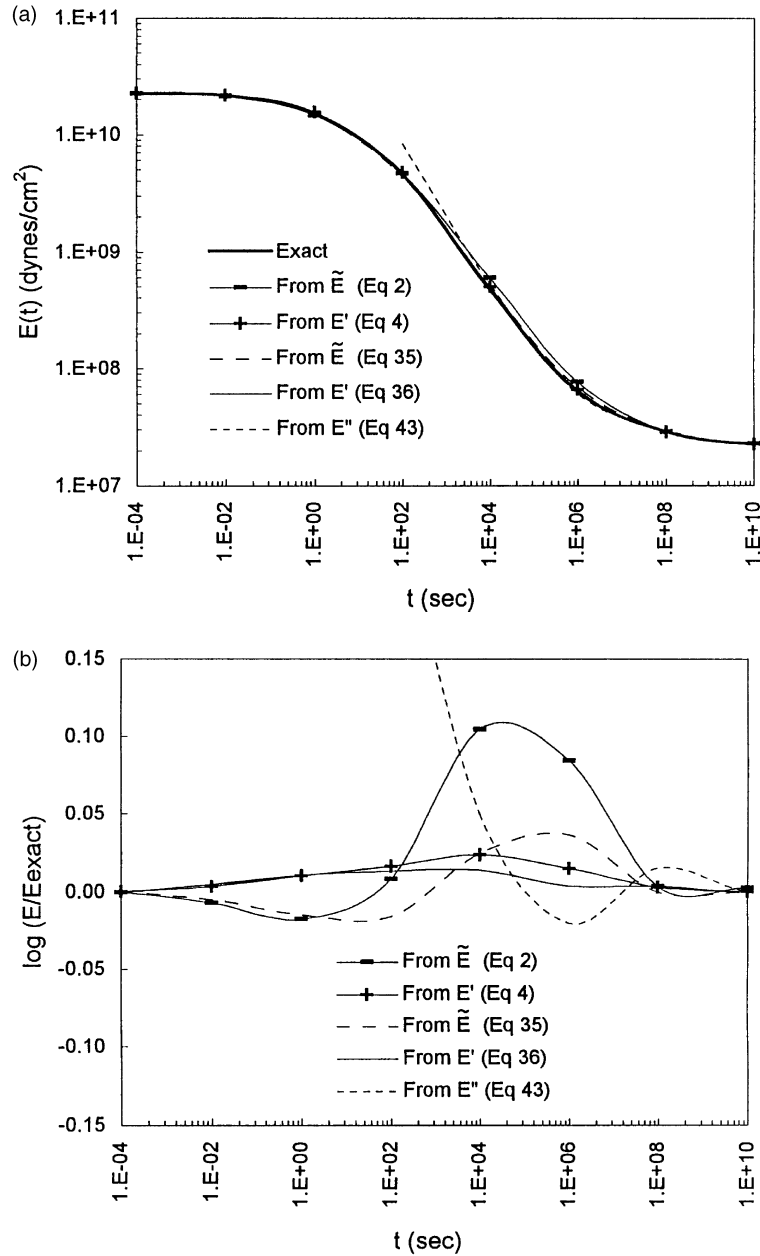 (a)
1.E+11
1.E+10
1.E+09
1.E+08
1.E+07
E(t) (dynes/cm²)
Exact
From Ẽ (Eq 2)
From E' (Eq 4)
From Ẽ (Eq 35)
From E' (Eq 36)
From E" (Eq 43)
1.E-04
1.E-02
1.E+00
1.E+02
1.E+04
1.E+06
1.E+08
1.E+10
t (sec)
(b)
0.15
0.10
0.05
0.00
-0.05
-0.10
-0.15
log (E/Eexact)
From Ẽ (Eq 2)
From E' (Eq 4)
From Ẽ (Eq 35)
From E' (Eq 36)
From E" (Eq 43)
1.E-04
1.E-02
1.E+00
1.E+02
1.E+04
1.E+06
1.E+08
1.E+10
t (sec)